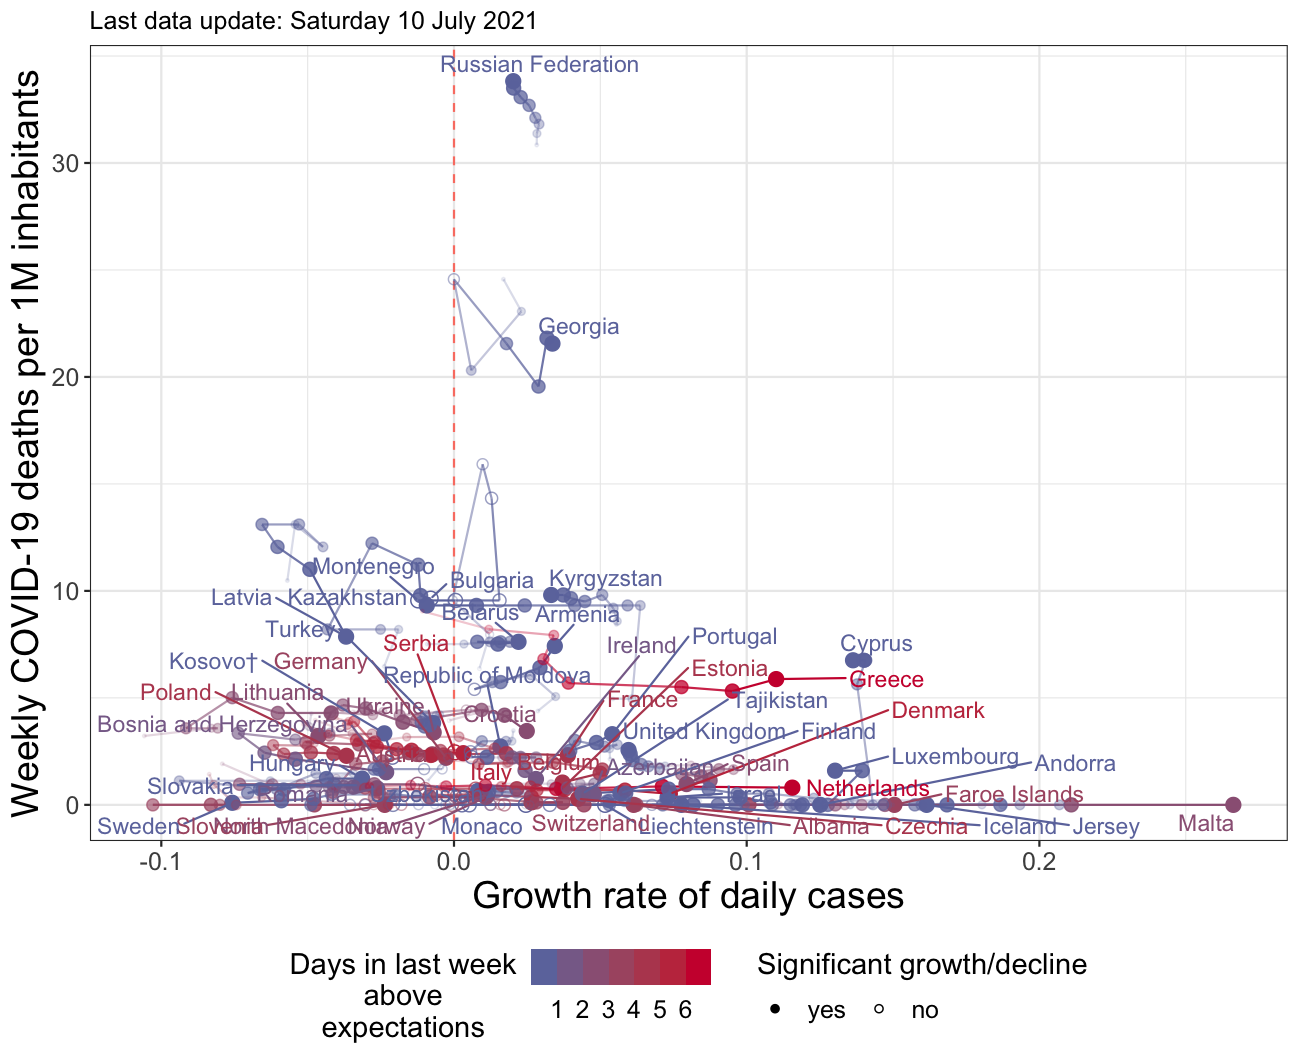 Last data update: Saturday 10 July 2021
Weekly COVID-19 deaths per 1M inhabitants
30
20
10
0
Russian Federation
Georgia
Montenegro
Bulgaria
Kyrgyzstan
Latvia
Kazakhstan
Belarus
Armenia
Turkey
Serbia
Ireland
Portugal
Cyprus
Kosovo†
Germany
Republic of Moldova
Estonia
Greece
Poland
Lithuania
Ukraine
Croatia
France
Tajikistan
Denmark
Bosnia and Herzegovina
United Kingdom
Finland
Austria
Hungary
Italy
Belgium
Azerbaijan
Spain
Luxembourg
Andorra
Slovakia
Romania
Israel
Netherlands
Faroe Islands
Sweden
Slovenia
North Macedonia
Norway
Monaco
Switzerland
Liechtenstein
Albania
Czechia
Iceland
Jersey
Malta
-0.1
0.0
0.1
0.2
Growth rate of daily cases
Days in last week
above
expectations
1 2 3 4 5 6
Significant growth/decline
yes
no